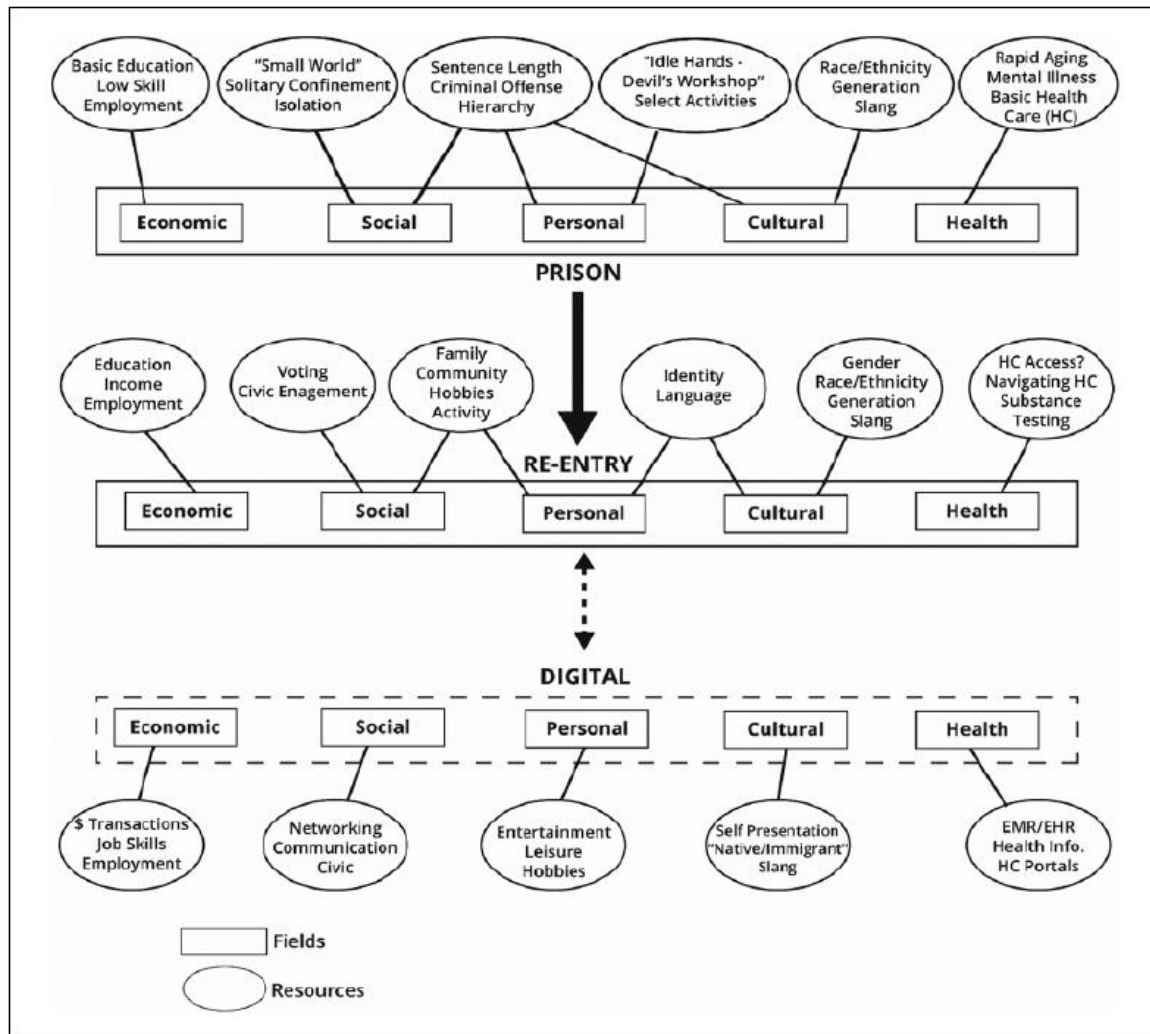 Basic Education
Low Skill
Employment
“Small World”
Solitary Confinement
Isolation
Sentence Length
Criminal Offense
Hierarchy
“Idle Hands -
Devil’s Workshop”
Select Activities
Race/Ethnicity
Generation
Slang
Rapid Aging
Mental Illness
Basic Health
Care (HC)
Economic
Social
Personal
Cultural
Health
PRISON
Education
Income
Employment
Voting
Civic Enagement
Family
Community
Hobbies
Activity
Identity
Language
Gender
Race/Ethnicity
Generation
Slang
HC Access?
Navigating HC
Substance
Testing
RE-ENTRY
Economic
Social
Personal
Cultural
Health
DIGITAL
Economic
Social
Personal
Cultural
Health
$ Transactions
Job Skills
Employment
Networking
Communication
Civic
Entertainment
Leisure
Hobbies
Self Presentation
“Native/Immigrant”
Slang
EMR/EHR
Health Info.
HC Portals
Fields
Resources